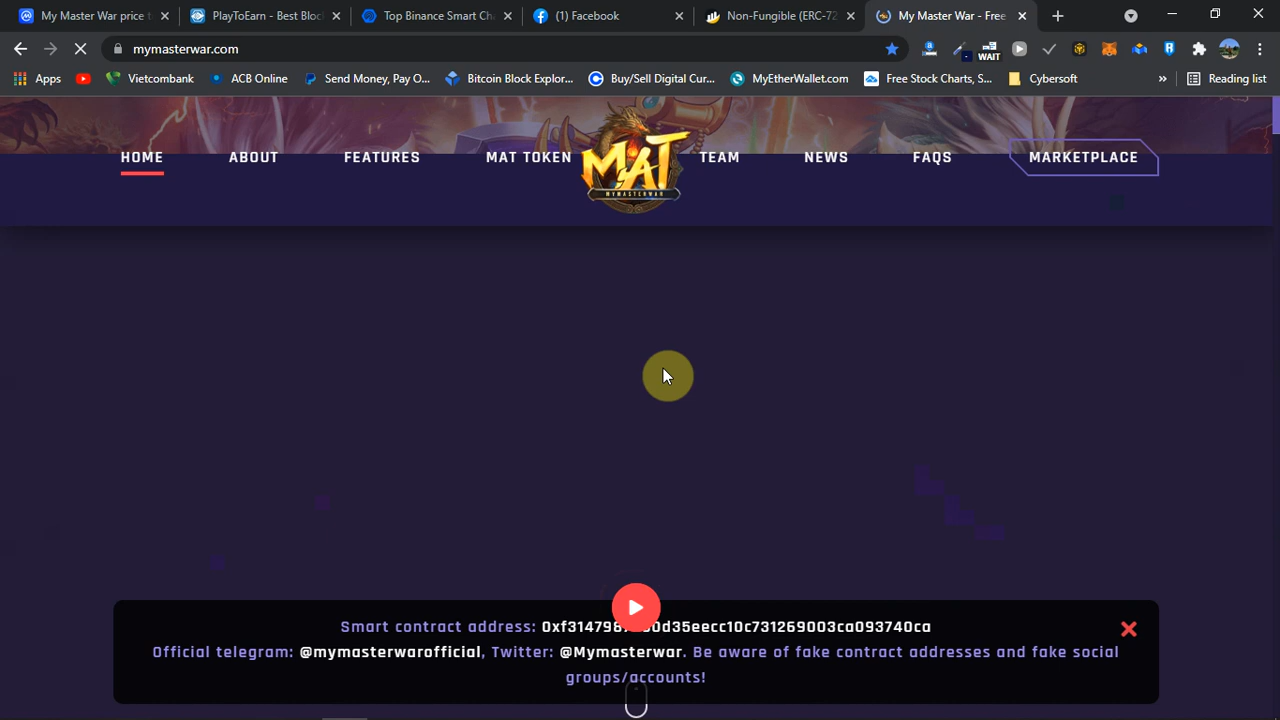 My Master War price t
PlayToEarn - Best Bloc
Top Binance Smart Ch
(1) Facebook
Non-Fungible (ERC-72
My Master War - Free
mymasterwar.com
WAIT
Apps
Vietcombank
ACB Online
Send Money, Pay O...
Bitcoin Block Explor...
Buy/Sell Digital Cur...
MyEtherWallet.com
Free Stock Charts, S...
Cybersoft
»
Reading list
HOME
ABOUT
FEATURES
MAT TOKEN
MAT
MYMASTERWAR
TEAM
NEWS
FAQS
MARKETPLACE
Smart contract address:
Official telegram: @mymasterwarofficial, Twitter: @Mymasterwar. Be aware of fake contract addresses and fake social
groups/accounts!